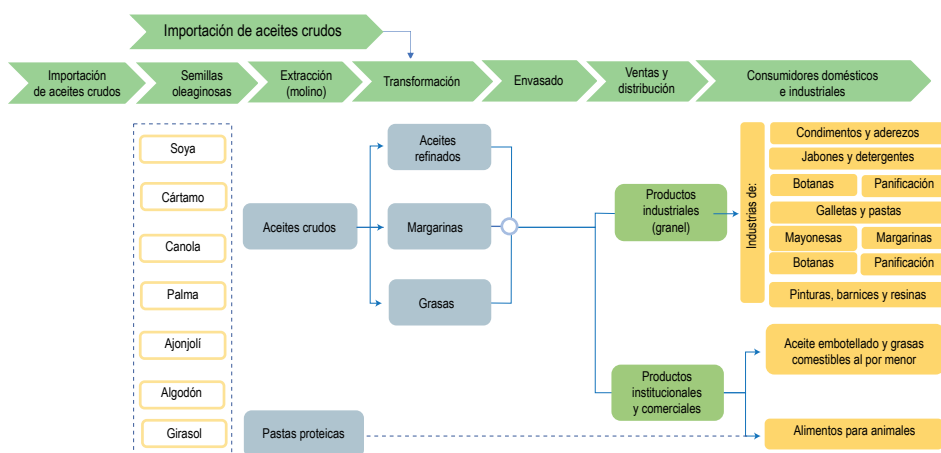 Importación de aceites crudos
Importación
de aceites crudos
Semillas
oleaginosas
Extracción
(molino)
Transformación
Envasado
Ventas y
distribución
Consumidores domésticos
e industriales
Soya
Cártamo
Canola
Palma
Ajonjolí
Algodón
Girasol
Aceites crudos
Pastas proteicas
Aceites
refinados
Margarinas
Grasas
Productos
industriales
(granel)
Productos
institucionales
y comerciales
Industrias de:
Condimentos y aderezos
Jabones y detergentes
Botanas
Panificación
Galletas y pastas
Mayonesas
Margarinas
Botanas
Panificación
Pinturas, barnices y resinas
Aceite embotellado y grasas
comestibles al por menor
Alimentos para animales